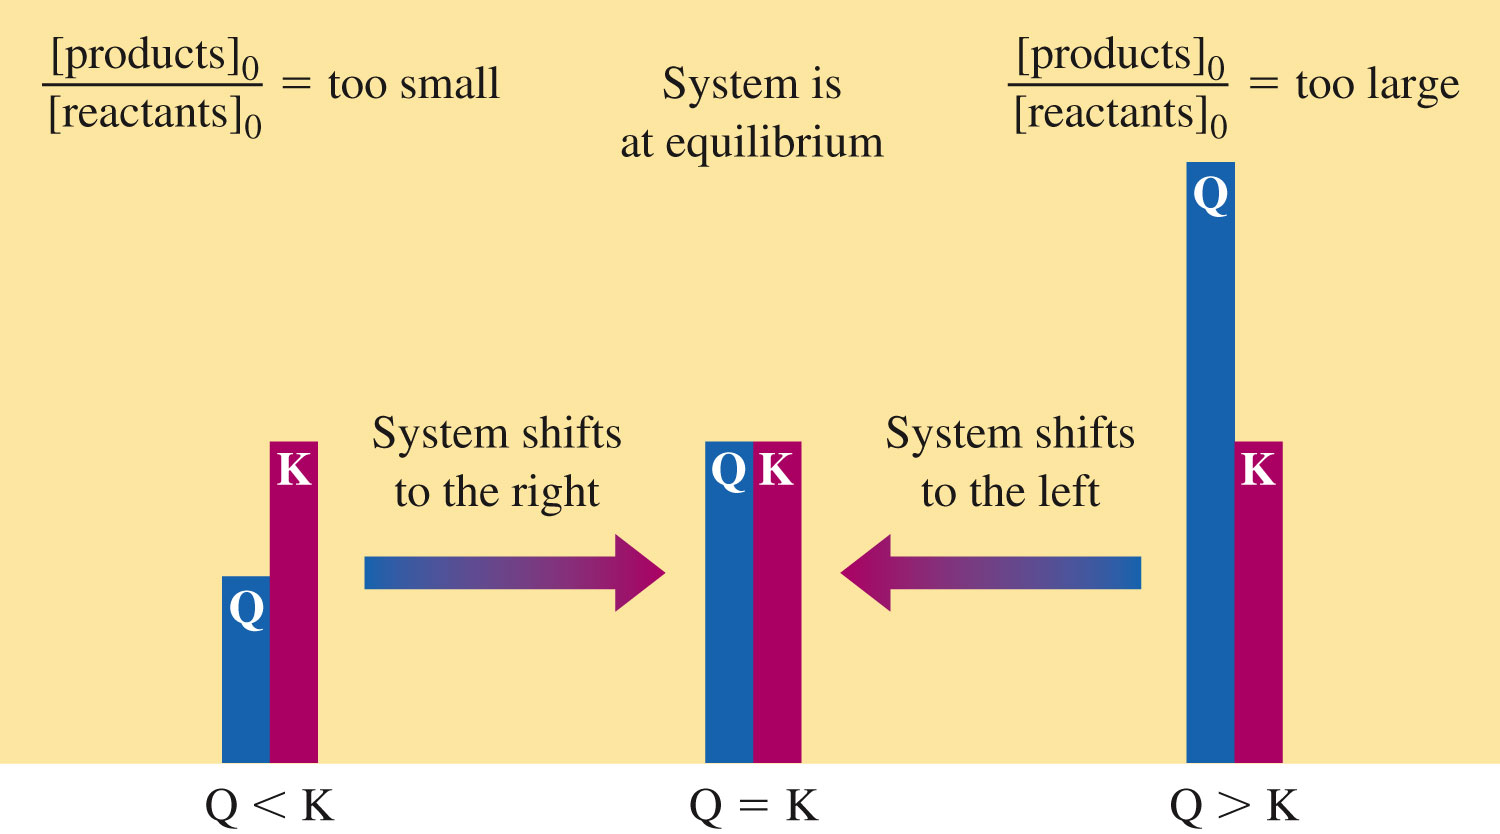 [products]₀
[reactants]₀ = too small
System is
at equilibrium
[products]₀
[reactants]₀ = too large
Q
K
System shifts
to the right
Q K
System shifts
to the left
Q
K
Q < K
Q = K
Q > K